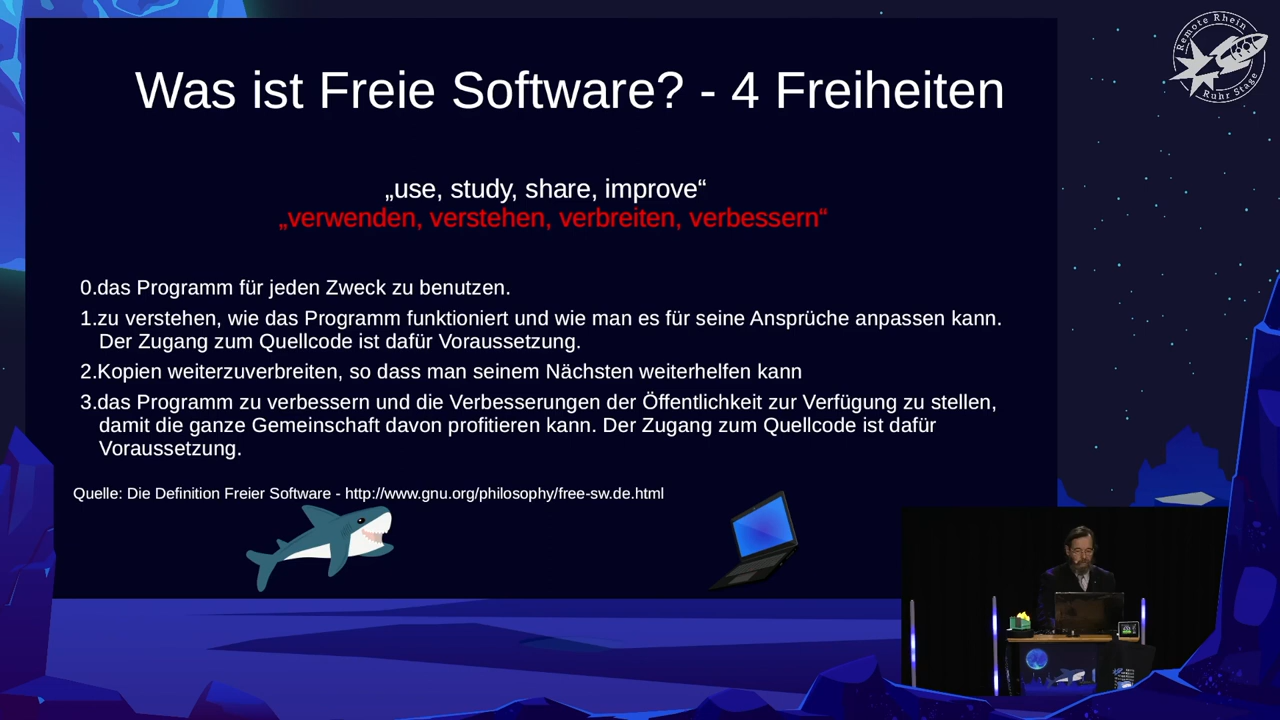 Remote Rhein
Ruhr Stage
Was ist Freie Software? - 4 Freiheiten
„use, study, share, improve“
„verwenden, verstehen, verbreiten, verbessern“
0.das Programm für jeden Zweck zu benutzen.
1.zu verstehen, wie das Programm funktioniert und wie man es für seine Ansprüche anpassen kann.
Der Zugang zum Quellcode ist dafür Voraussetzung.
2.Kopien weiterzuverbreiten, so dass man seinem Nächsten weiterhelfen kann
3.das Programm zu verbessern und die Verbesserungen der Öffentlichkeit zur Verfügung zu stellen,
damit die ganze Gemeinschaft davon profitieren kann. Der Zugang zum Quellcode ist dafür
Voraussetzung.
Quelle: Die Definition Freier Software - http://www.gnu.org/philosophy/free-sw.de.html